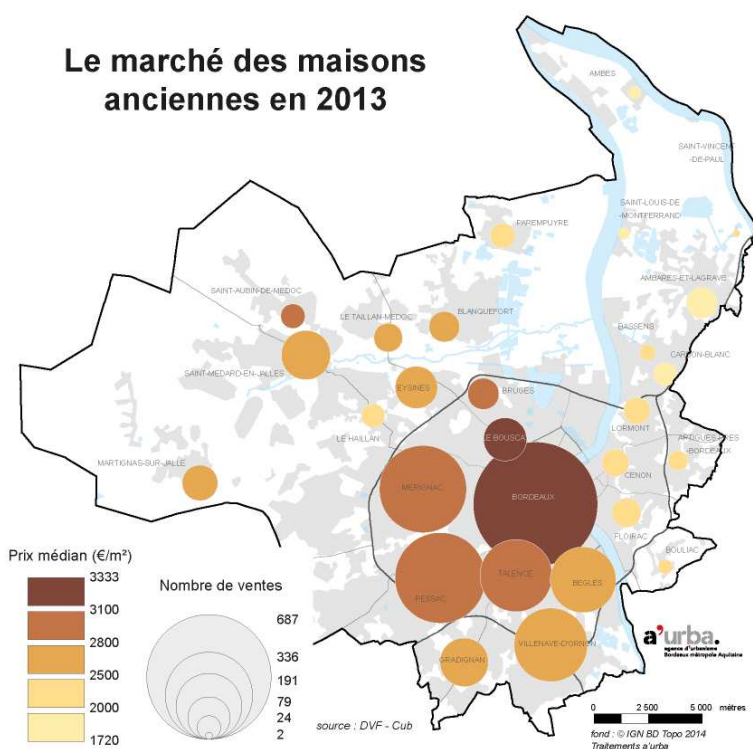 Le marché des maisons
anciennes en 2013
AMBES
SAINT-VINCENT
-DE-PAUL
SAINT-LOUIS-DE
-MONTFERRAND
PAREMPUYRE
AMBARES-ET-LAGRAVE
SAINT-AUBIN-DE-MEDOC
LE TAILLAN-MEDOC
BLANQUEFORT
BASSENS
CARBON-BLANC
SAINT-MEDARD-EN-JALLES
EYSINES
BRUGES
LE HAILLAN
LE BOUSCAT
LORMONT
ARTIGUES-PRES
-BORDEAUX
MARTIGNAS-SUR-JALLE
CENON
MERIGNAC
BORDEAUX
FLOIRAC
BOULIAC
PESSAC
TALENCE
BEGLES
VILLENAVE-D'ORNON
GRADIGNAN
Prix médian (€/m²)
3333
3100
2800
2500
2000
1720
Nombre de ventes
687
336
191
79
24
2
source : DVF - Cub
a'urba.
agence d'urbanisme
Bordeaux métropole Aquitaine
0 2 500 5 000 mètres
fond : © IGN BD Topo 2014
Traitements a'urba